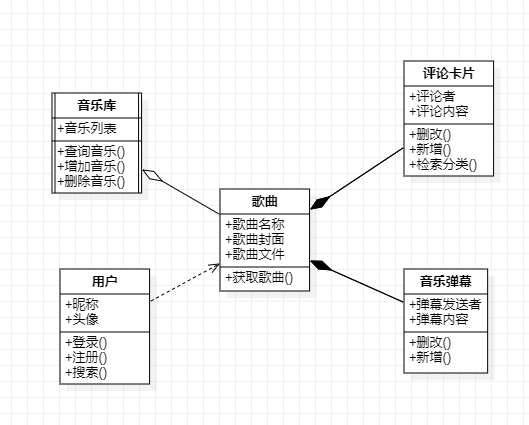 音乐库
+音乐列表
+查询音乐()
+增加音乐()
+删除音乐()
评论卡片
+评论者
+评论内容
+删改()
+新增()
+检索分类()
歌曲
+歌曲名称
+歌曲封面
+歌曲文件
+获取歌曲()
用户
+昵称
+头像
+登录()
+注册()
+搜索()
音乐弹幕
+弹幕发送者
+弹幕内容
+删改()
+新增()